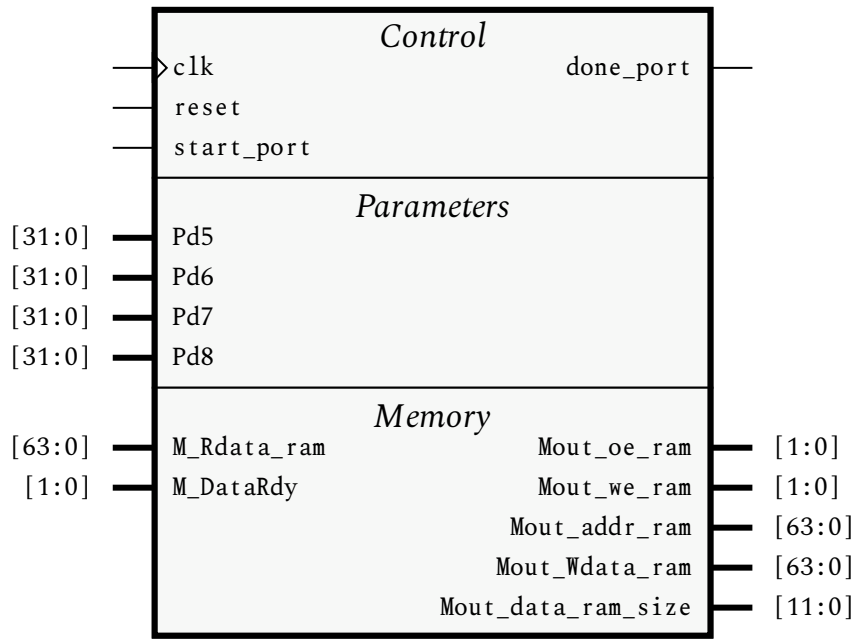 Control
clk done_port
reset
start_port
Parameters
[31:0] Pd5
[31:0] Pd6
[31:0] Pd7
[31:0] Pd8
Memory
[63:0] M_Rdata_ram Mout_oe_ram [1:0]
[1:0] M_DataRdy Mout_we_ram [1:0]
Mout_addr_ram [63:0]
Mout_Wdata_ram [63:0]
Mout_data_ram_size [11:0]